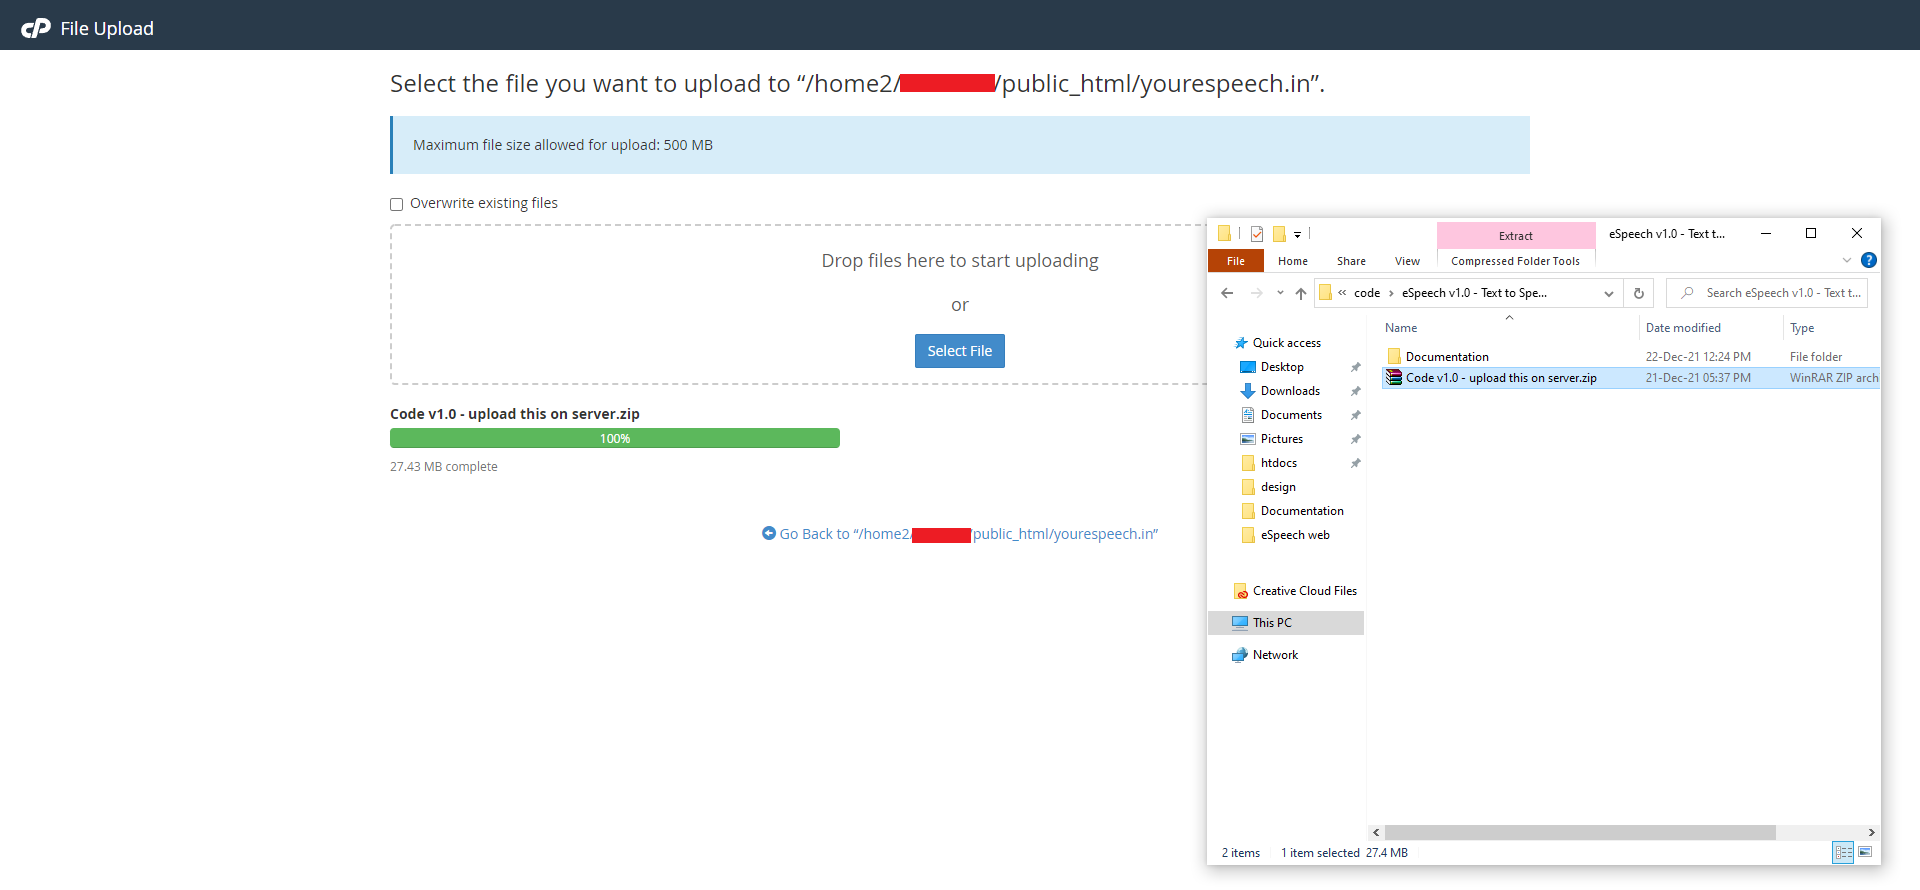 cP File Upload
Select the file you want to upload to “/home2/ /public_html/yourespeech.in”.
Maximum file size allowed for upload: 500 MB
Overwrite existing files
Drop files here to start uploading
or
Select File
Code v1.0 - upload this on server.zip
100%
27.43 MB complete
Go Back to “/home2/ public_html/yourespeech.in”
Extract
eSpeech v1.0 - Text t...
File
Home
Share
View
Compressed Folder Tools
« code › eSpeech v1.0 - Text to Spe...
Search eSpeech v1.0 - Text t...
Name
Date modified
Type
Quick access
Desktop
Downloads
Documents
Pictures
htdocs
design
Documentation
eSpeech web
Creative Cloud Files
This PC
Network
Documentation 22-Dec-21 12:24 PM File folder
Code v1.0 - upload this on server.zip 21-Dec-21 05:37 PM WinRAR ZIP arch
2 items
1 item selected 27.4 MB